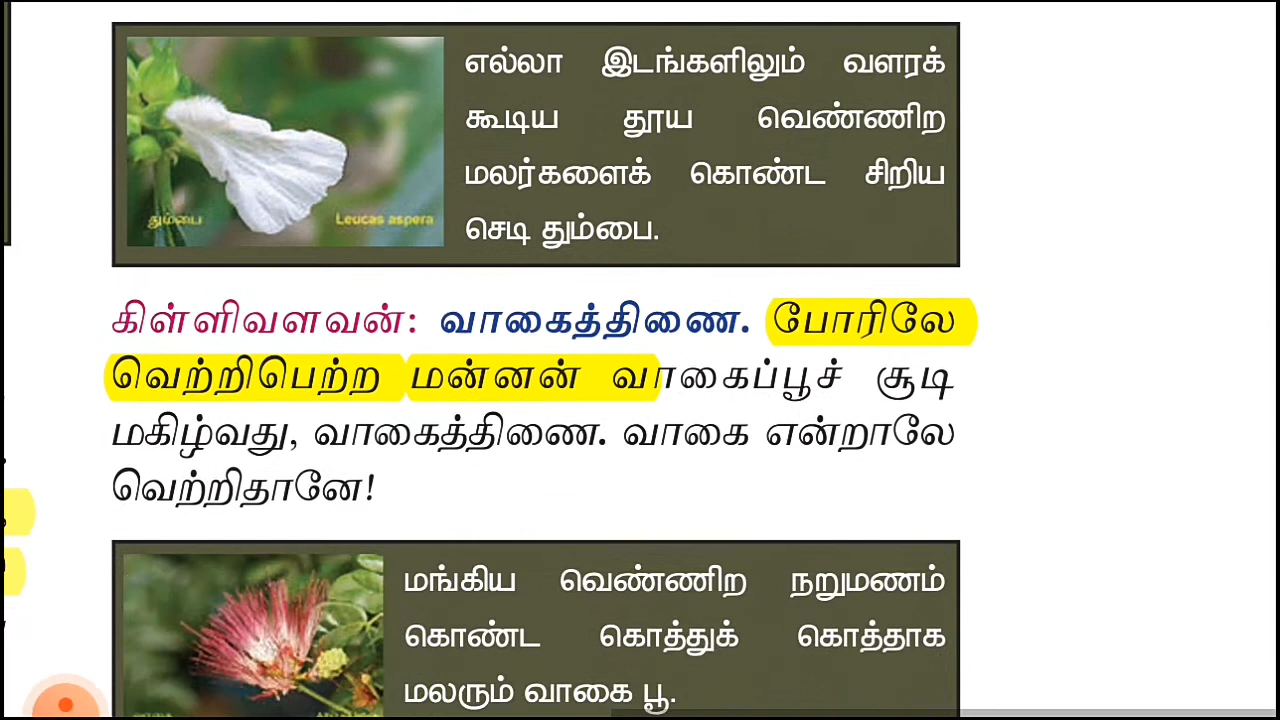 எல்லா இடங்களிலும் வளரக்
கூடிய தூய வெண்ணிற
மலர்களைக் கொண்ட சிறிய
செடி தும்பை.
தும்பை
Leucas aspera
கிள்ளிவளவன்: வாகைத்திணை. போரிலே
வெற்றிபெற்ற மன்னன் வாகைப்பூச் சூடி
மகிழ்வது, வாகைத்திணை. வாகை என்றாலே
வெற்றிதானே!
மங்கிய வெண்ணிற நறுமணம்
கொண்ட கொத்துக் கொத்தாக
மலரும் வாகை பூ.